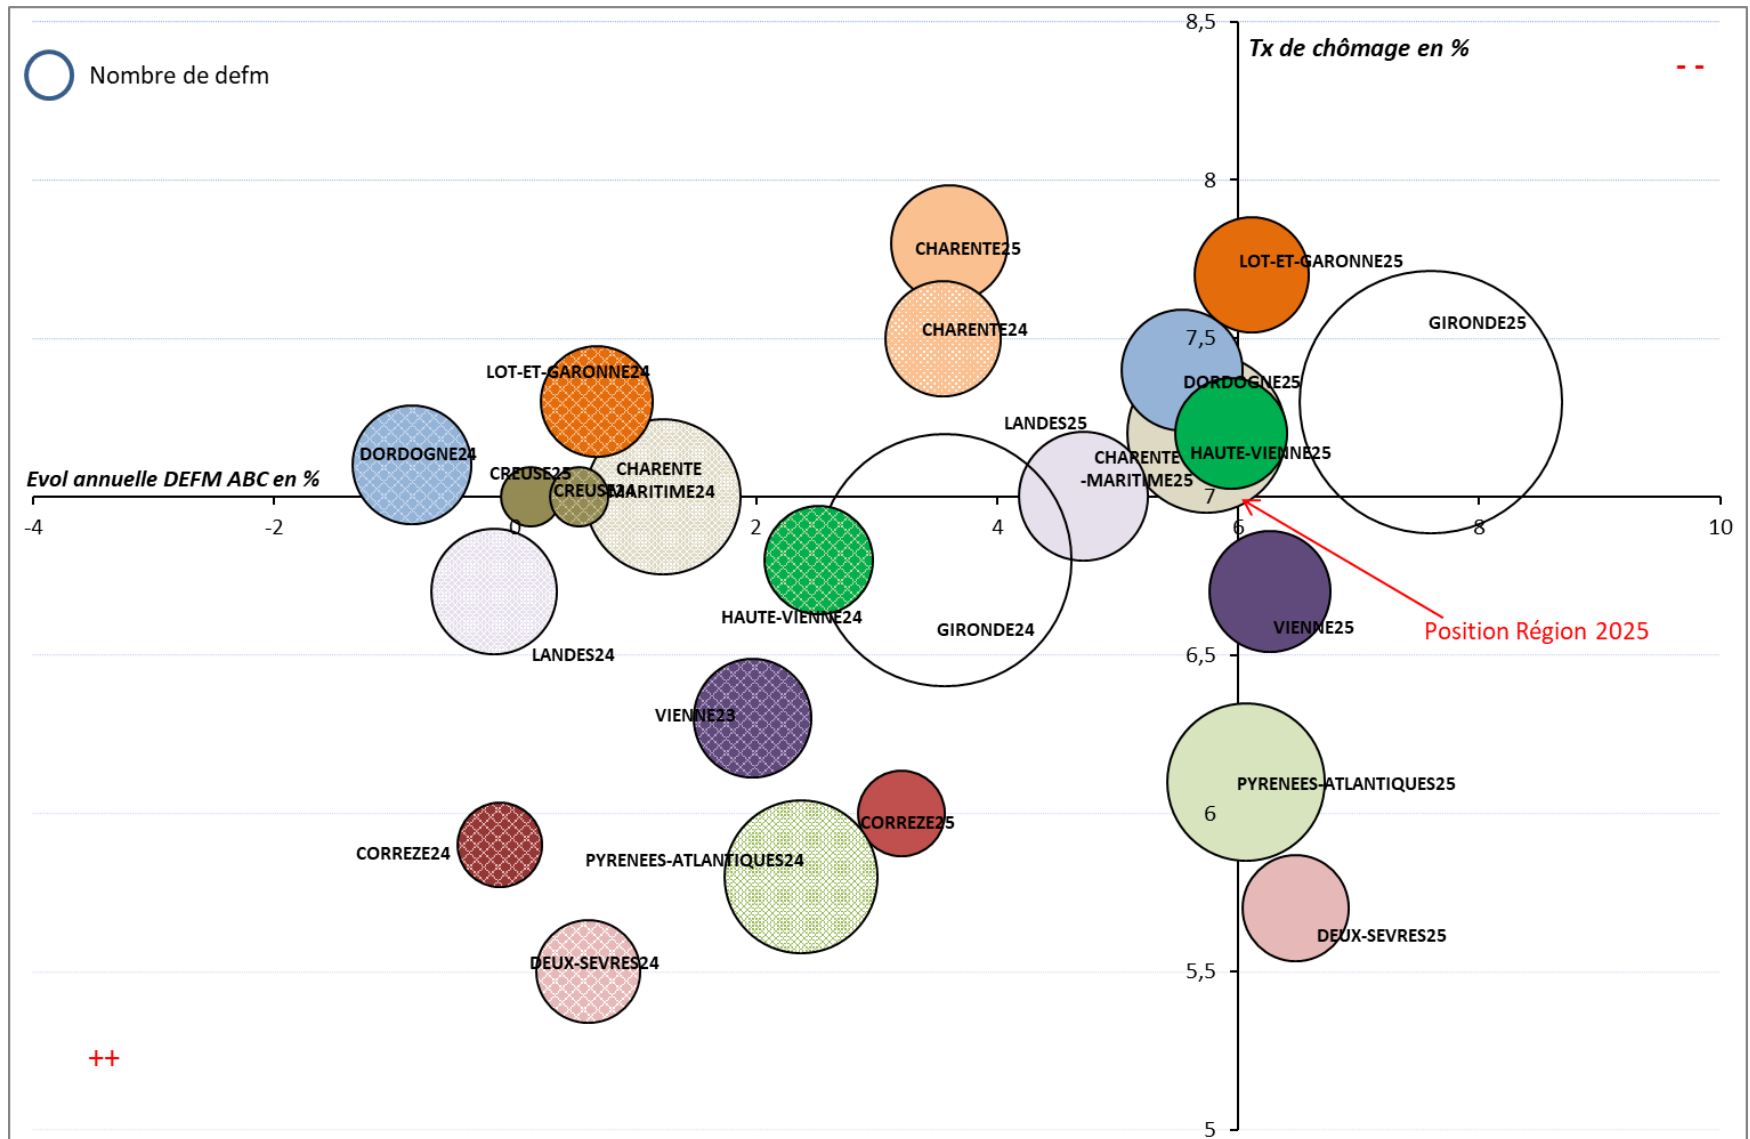 8,5
Tx de chômage en %
- -
Nombre de defm
8
CHARENTE25
LOT-ET-GARONNE25
GIRONDE25
CHARENTE24
7,5
LOT-ET-GARONNE24
DORDOGNE25
LANDES25
DORDOGNE24
HAUTE-VIENNE25
CHARENTE
-MARITIME25
CHARENTE
MARITIME24
CREUSE25
CREUSE24
Evol annuelle DEFM ABC en %
7
-4
-2
0
2
4
6
8
10
HAUTE-VIENNE24
GIRONDE24
VIENNE25
Position Région 2025
LANDES24
6,5
VIENNE23
PYRENEES-ATLANTIQUES25
6
CORREZE25
CORREZE24
PYRENEES-ATLANTIQUES24
DEUX-SEVRES25
DEUX-SEVRES24
5,5
++
5